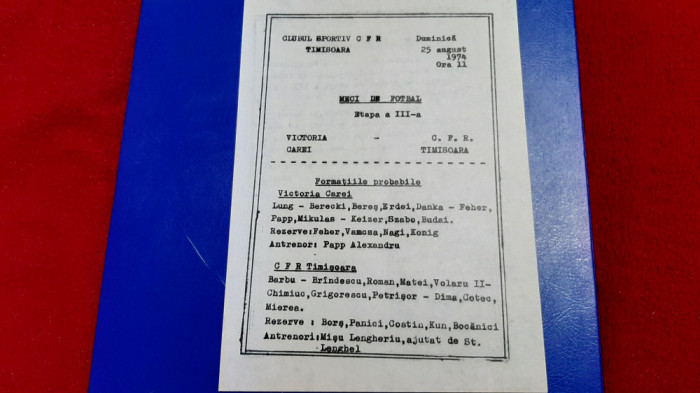 CLUBUL SPORTIV C F R
TIMISOARA
Duminică
25 august
1974
Ora 11
MECI DE FOTBAL
Etapa a III-a
VICTORIA - C. F. R.
CAREI TIMISOARA
Formațiile probabile
Victoria Carei
Lung - Berecki,Bereș,Erdei,Danka - Feher,
Papp,Mikulas - Keizer,Szabo,Budai.
Rezerve:Feher,Vamosa,Nagi,Konig
Antrenor: Papp Alexandru
C F R Timișoara
Barbu - Brîndescu,Roman,Matei,Volaru II-
Chimiuc,Grigorescu,Petrișor - Dima,Cotec,
Mierea.
Rezerve : Borș,Panici,Costin,Kun,Bocănici
Antrenori:Mișu Lengheriu,ajutat de St.
Lenghel